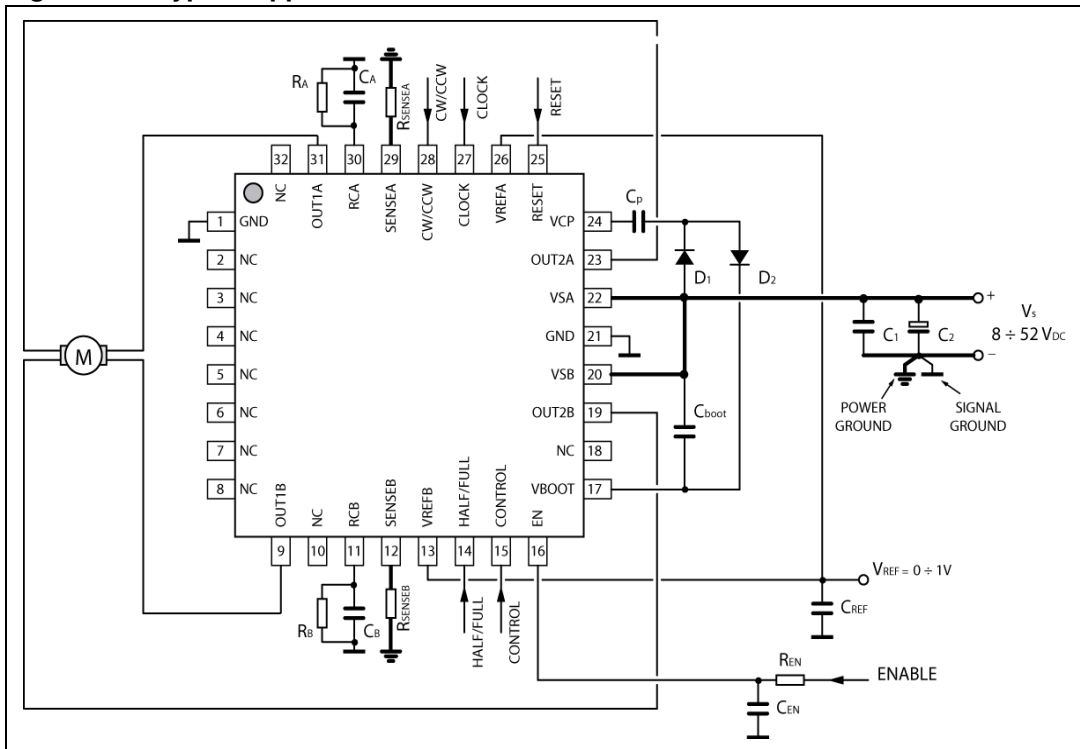 RA
CA
RSENSEA
CW/CCW
CLOCK
RESET
32
31
30
29
28
27
26
25
NC
OUT1A
RCA
SENSEA
CW/CCW
CLOCK
VREFA
RESET
1 GND
2 NC
3 NC
4 NC
5 NC
6 NC
7 NC
8 NC
VCP 24
OUT2A 23
VSA 22
GND 21
VSB 20
OUT2B 19
NC 18
VBOOT 17
Cp
D1
D2
M
C1
C2
+
Vs
8 ÷ 52 VDC
−
POWER
GROUND
SIGNAL
GROUND
Cboot
OUT1B
NC
RCB
SENSEB
VREFB
HALF/FULL
CONTROL
EN
9
10
11
12
13
14
15
16
VREF = 0 ÷ 1V
CREF
RB
CB
RSENSEB
HALF/FULL
CONTROL
REN
ENABLE
CEN